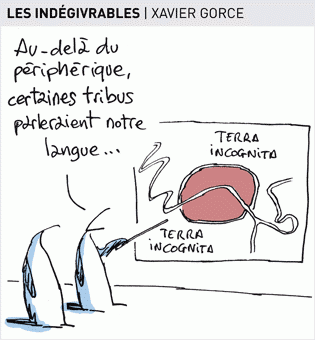 LES INDÉGIVRABLES | XAVIER GORCE
Au-delà du
périphérique,
certaines tribus
parleraient notre
langue...
TERRA
INCOGNITA
TERRA
INCOGNITA